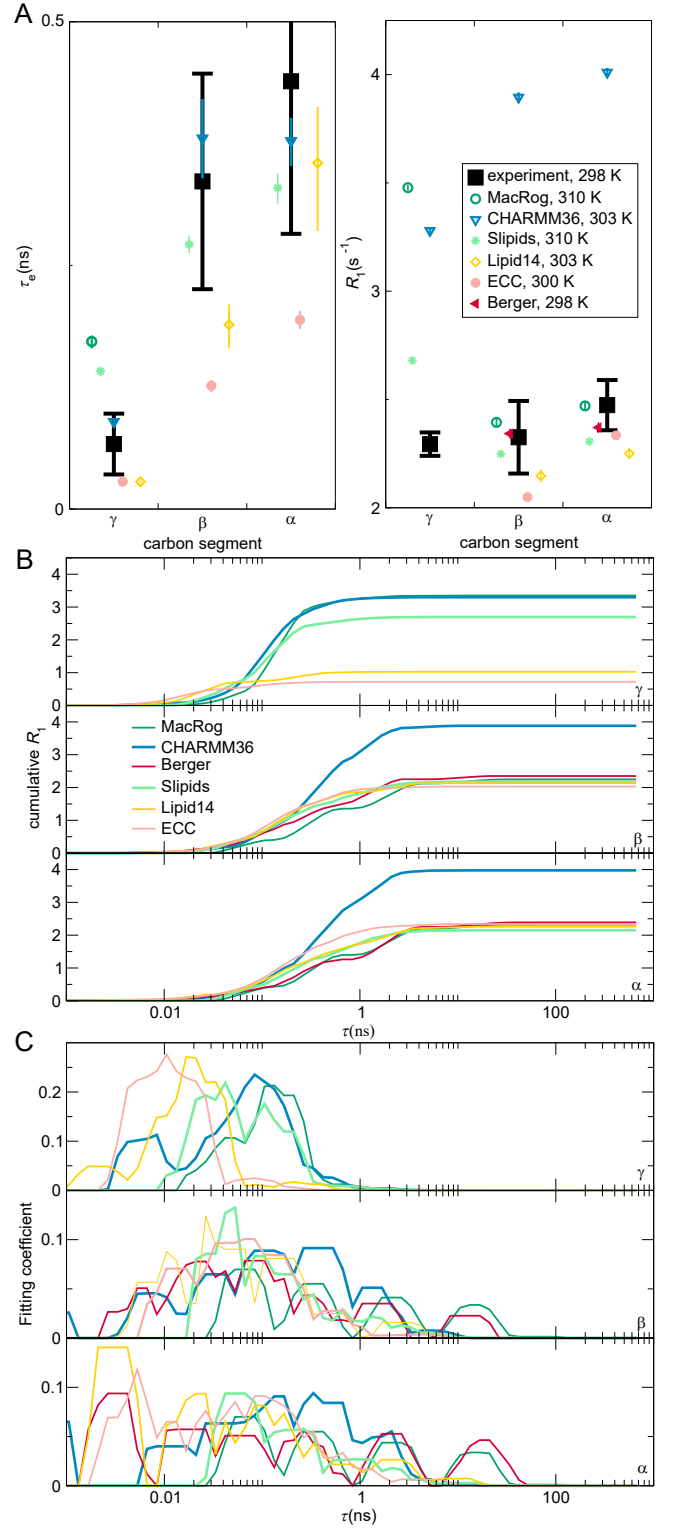 A
0.5
0
τe(ns)
γ
β
α
carbon segment
4
3
2
R1(s-1)
experiment, 298 K
MacRog, 310 K
CHARMM36, 303 K
Slipids, 310 K
Lipid14, 303 K
ECC, 300 K
Berger, 298 K
γ
β
α
carbon segment
B
4
3
2
1
0
γ
4
3
2
1
0
cumulative R1
MacRog
CHARMM36
Berger
Slipids
Lipid14
ECC
β
4
3
2
1
0
α
0.01
1
100
τ(ns)
C
0.2
0.1
0
γ
0.1
0
Fitting coefficient
β
0.1
0
α
0.01
1
100
τ(ns)